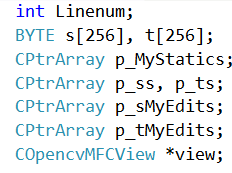 int Linenum;
BYTE s[256], t[256];
CPtrArray p_MyStatics;
CPtrArray p_ss, p_ts;
CPtrArray p_sMyEdits;
CPtrArray p_tMyEdits;
COpencvMFCView *view;